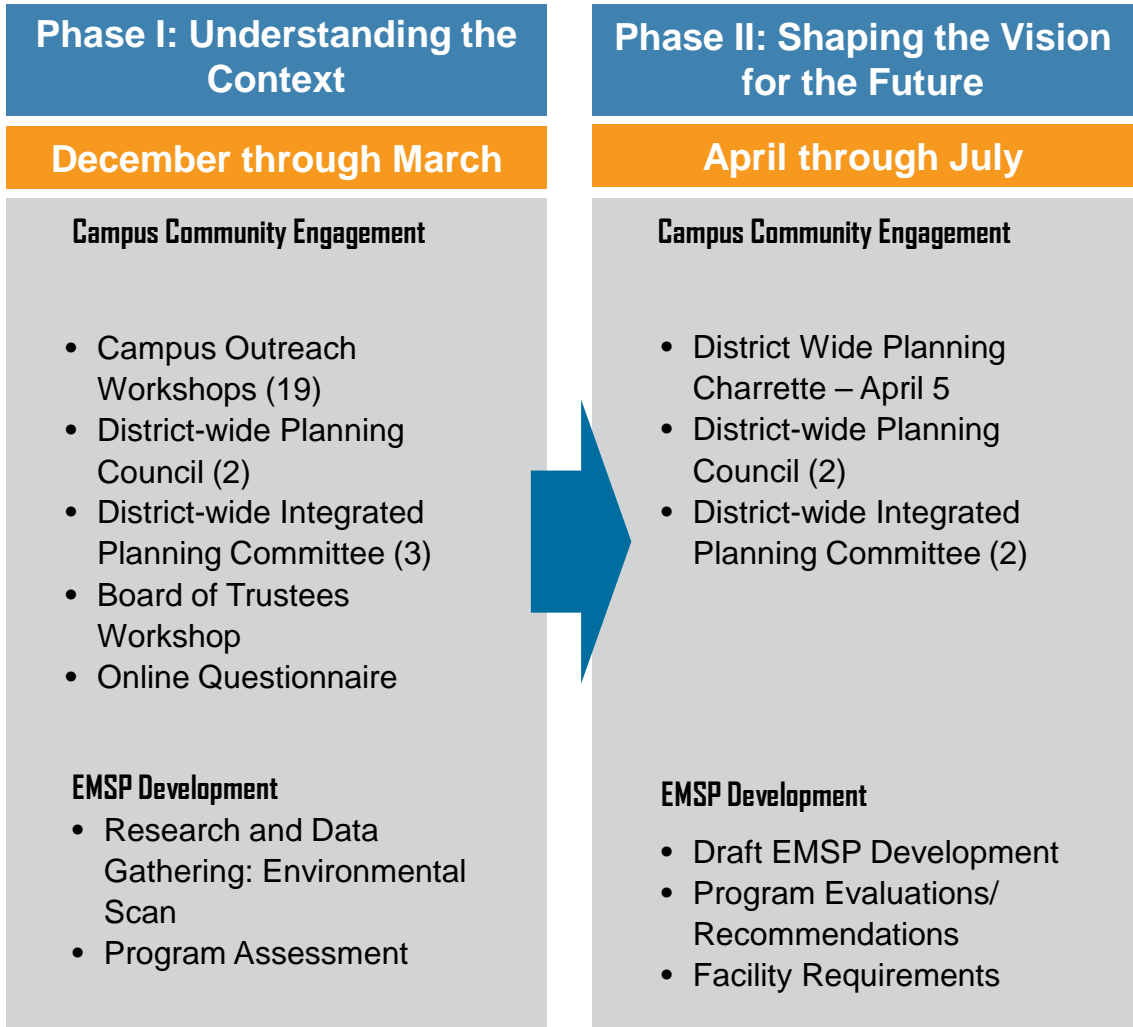 Phase I: Understanding the
Context
December through March
Campus Community Engagement
• Campus Outreach
Workshops (19)
• District-wide Planning
Council (2)
• District-wide Integrated
Planning Committee (3)
• Board of Trustees
Workshop
• Online Questionnaire
EMSP Development
• Research and Data
Gathering: Environmental
Scan
• Program Assessment
Phase II: Shaping the Vision
for the Future
April through July
Campus Community Engagement
• District Wide Planning
Charrette – April 5
• District-wide Planning
Council (2)
• District-wide Integrated
Planning Committee (2)
EMSP Development
• Draft EMSP Development
• Program Evaluations/
Recommendations
• Facility Requirements